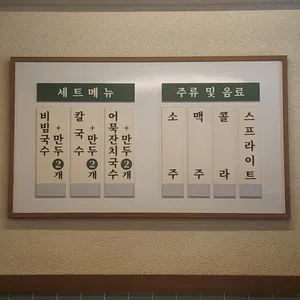 세트메뉴
비빔국수
+만두2개
칼국수
+만두2개
어묵잔치국수
+만두2개
주류 및 음료
소주
맥주
콜라
스프라이트